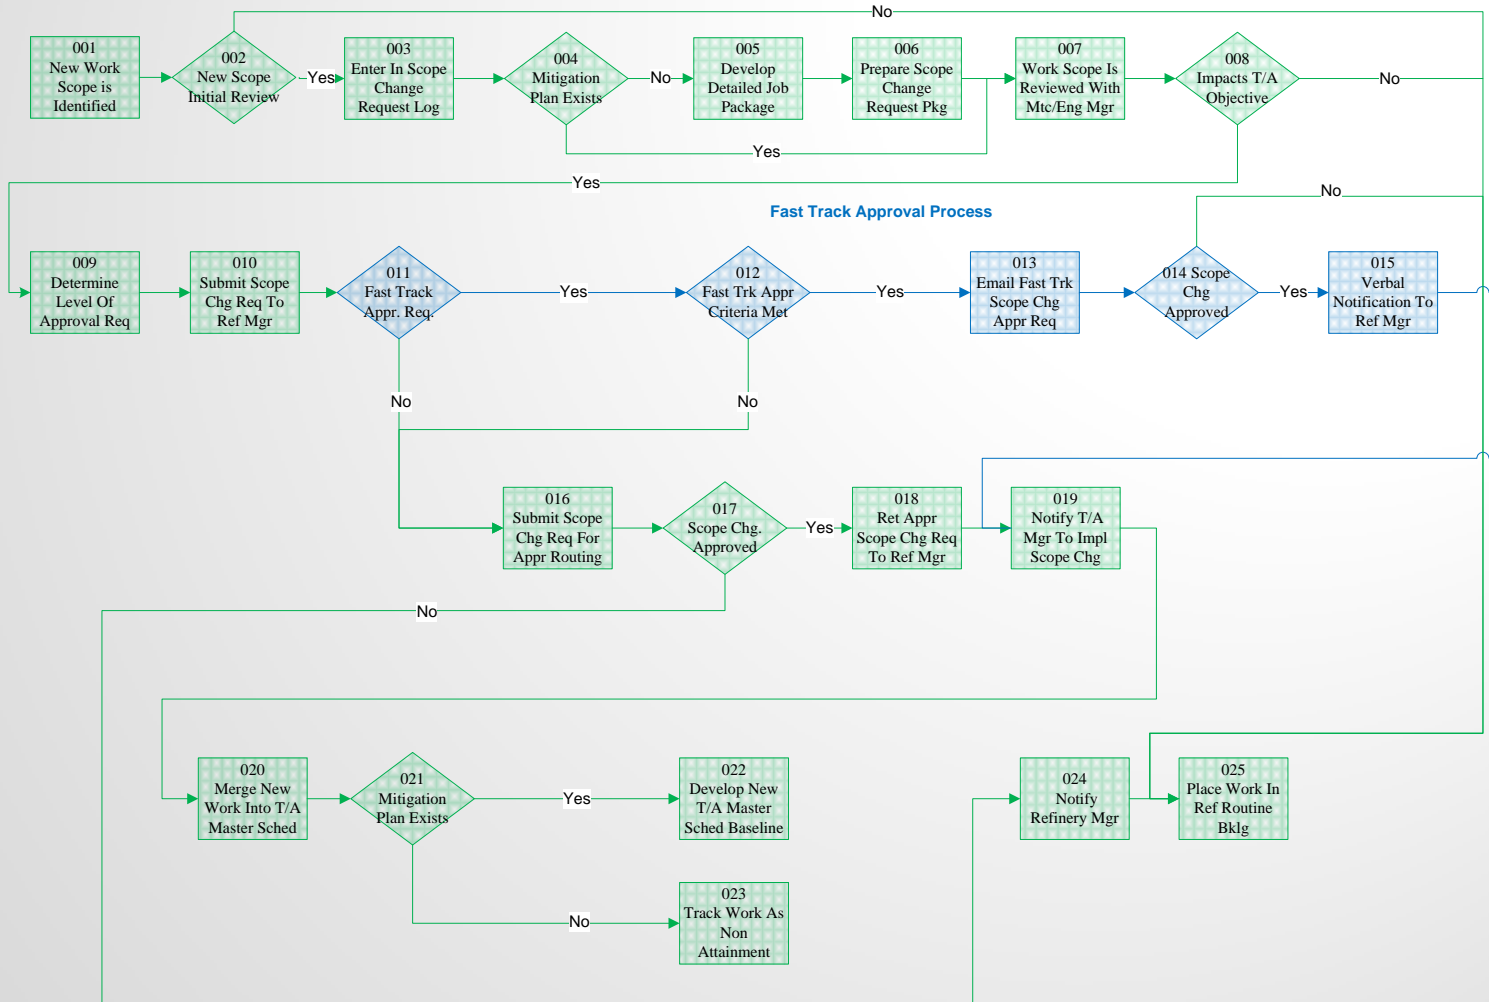 No
001
New Work
Scope is
Identified
002
New Scope
Initial Review
Yes
003
Enter In Scope
Change
Request Log
004
Mitigation
Plan Exists
No
005
Develop
Detailed Job
Package
006
Prepare Scope
Change
Request Pkg
007
Work Scope Is
Reviewed With
Mtc/Eng Mgr
008
Impacts T/A
Objective
No
Yes
Yes
No
Fast Track Approval Process
009
Determine
Level Of
Approval Req
010
Submit Scope
Chg Req To
Ref Mgr
011
Fast Track
Appr. Req.
Yes
012
Fast Trk Appr
Criteria Met
Yes
013
Email Fast Trk
Scope Chg
Appr Req
014 Scope
Chg
Approved
Yes
015
Verbal
Notification To
Ref Mgr
No
No
016
Submit Scope
Chg Req For
Appr Routing
017
Scope Chg.
Approved
Yes
018
Ret Appr
Scope Chg Req
To Ref Mgr
019
Notify T/A
Mgr To Impl
Scope Chg
No
020
Merge New
Work Into T/A
Master Sched
021
Mitigation
Plan Exists
Yes
022
Develop New
T/A Master
Sched Baseline
024
Notify
Refinery Mgr
025
Place Work In
Ref Routine
Bklg
No
023
Track Work As
Non
Attainment